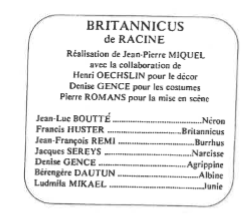 BRITANNICUS
de RACINE
Réalisation de Jean-Pierre MIQUEL
avec la collaboration de
Henri OECHSLIN pour le décor
Denise GENCE pour les costumes
Pierre ROMANS pour la mise en scène
Jean-Luc BOUTTÉ ........................Néron
Francis HUSTER ........................Britannicus
Jean-François REMI ........................Burrhus
Jacques SEREYS ........................Narcisse
Denise GENCE ........................Agrippine
Bérengère DAUTUN ........................Albine
Ludmila MIKAEL ........................Junie